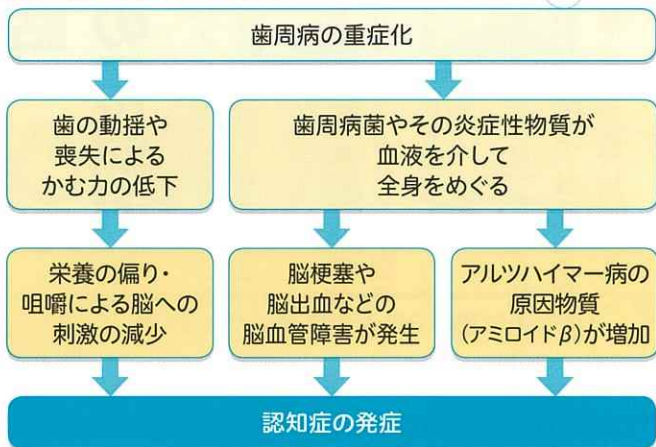 歯周病の重症化
歯の動揺や
喪失による
かむ力の低下
歯周病菌やその炎症性物質が
血液を介して
全身をめぐる
栄養の偏り・
咀嚼による脳への
刺激の減少
脳梗塞や
脳出血などの
脳血管障害が発生
アルツハイマー病の
原因物質
(アミロイドβ)が増加
認知症の発症